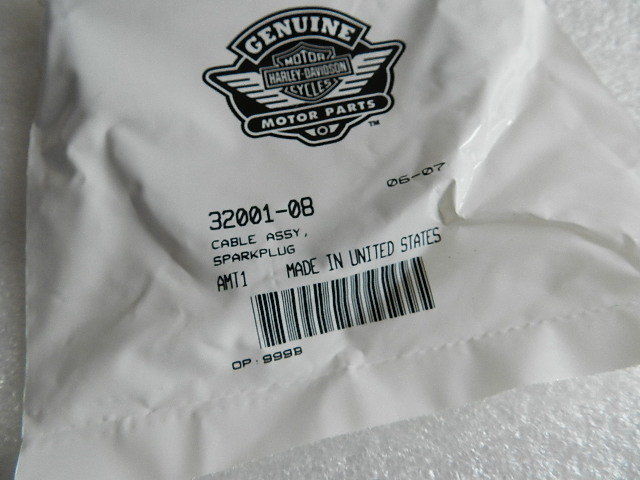 GENUINE
MOTOR
HARLEY-DAVIDSON
CYCLES
MOTOR PARTS
TM
06-07
32001-08
CABLE ASSY,
SPARKPLUG
AMT1 MADE IN UNITED STATES
OP:999B